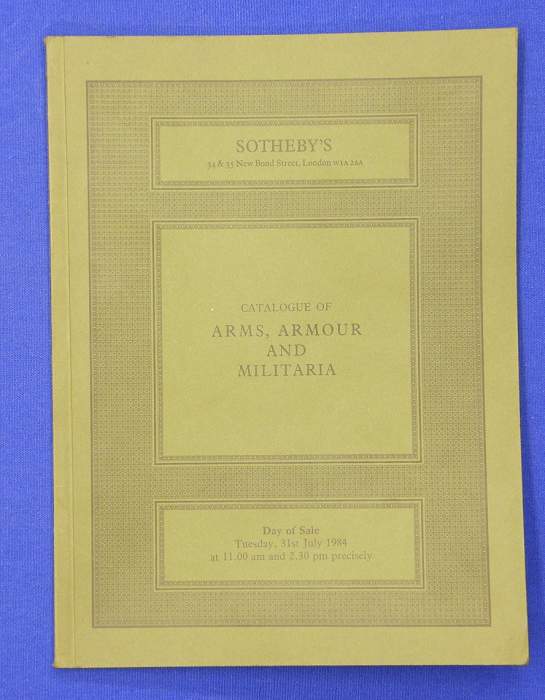 SOTHEBY'S
34 & 35 New Bond Street, London W1A 2AA
CATALOGUE OF
ARMS, ARMOUR
AND
MILITARIA
Day of Sale
Tuesday, 31st July 1984
at 11.00 am and 2.30 pm precisely